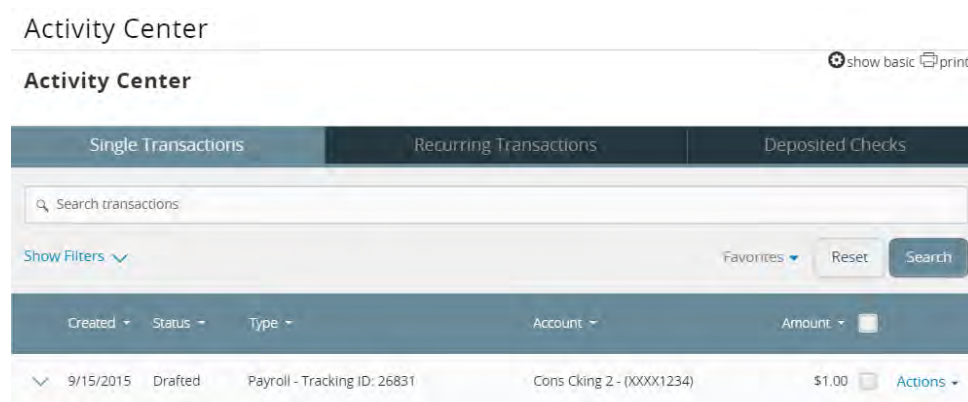 Activity Center
show basic print
Activity Center
Single Transactions Recurring Transactions Deposited Checks
Search transactions
Show Filters Favorites Reset Search
Created Status Type Account Amount
9/15/2015 Drafted Payroll - Tracking ID: 26831 Cons Cking 2 - (XXXX1234) $1.00 Actions